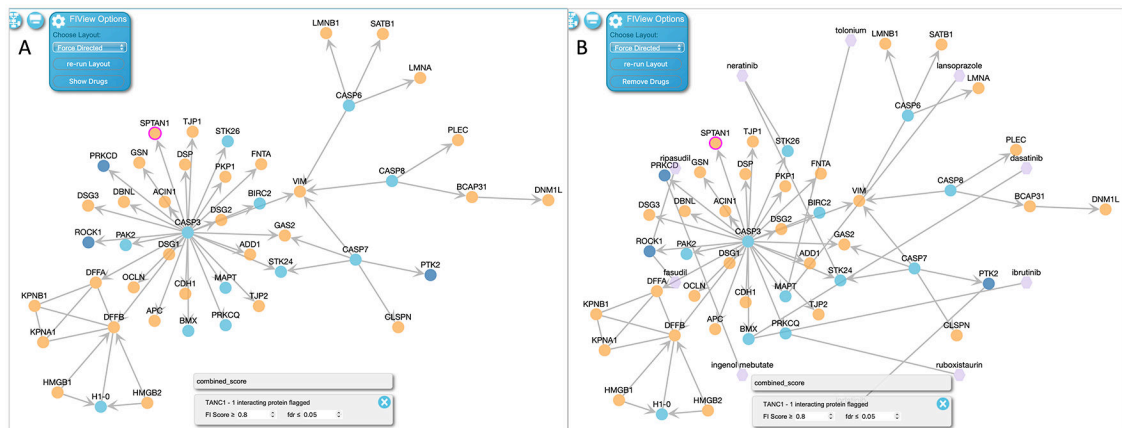 A
FIView Options
Choose Layout:
Force Directed
re-run Layout
Show Drugs
LMNB1
SATB1
LMNA
CASP6
SPTAN1
TJP1
STK26
PLEC
PRKCD
GSN
DSP
FNTA
PKP1
CASP8
VIM
BCAP31
DNM1L
DSG3
DBNL
ACIN1
BIRC2
DSG2
CASP3
GAS2
ROCK1
PAK2
DSG1
ADD1
CASP7
STK24
PTK2
DFFA
OCLN
CDH1
MAPT
TJP2
KPNB1
APC
BMX
PRKCQ
CLSPN
DFFB
KPNA1
HMGB1
H1-0
HMGB2
combined_score
TANC1 - 1 interacting protein flagged
FI Score ≥ 0.8 fdr ≤ 0.05
B
FIView Options
Choose Layout:
Force Directed
re-run Layout
Remove Drugs
tolonium
LMNB1
SATB1
neratinib
lansoprazole
LMNA
CASP6
SPTAN1
TJP1
STK26
PLEC
ripasudil
PRKCD
GSN
DSP
FNTA
dasatinib
PKP1
CASP8
VIM
BCAP31
DNM1L
DSG3
DBNL
ACIN1
BIRC2
DSG2
CASP3
GAS2
ROCK1
PAK2
DSG1
ADD1
CASP7
STK24
PTK2
ibrutinib
fasudil
DFFA
OCLN
CDH1
MAPT
TJP2
KPNB1
APC
BMX
PRKCQ
CLSPN
DFFB
KPNA1
ingenol mebutate
ruboxistaurin
HMGB1
H1-0
HMGB2
combined_score
TANC1 - 1 interacting protein flagged
FI Score ≥ 0.8 fdr ≤ 0.05